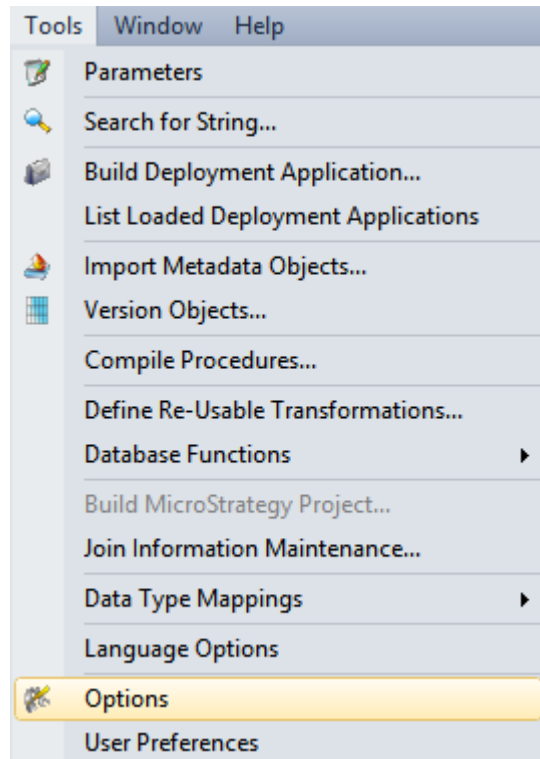 Tools Window Help
Parameters
Search for String...
Build Deployment Application...
List Loaded Deployment Applications
Import Metadata Objects...
Version Objects...
Compile Procedures...
Define Re-Usable Transformations...
Database Functions
Build MicroStrategy Project...
Join Information Maintenance...
Data Type Mappings
Language Options
Options
User Preferences